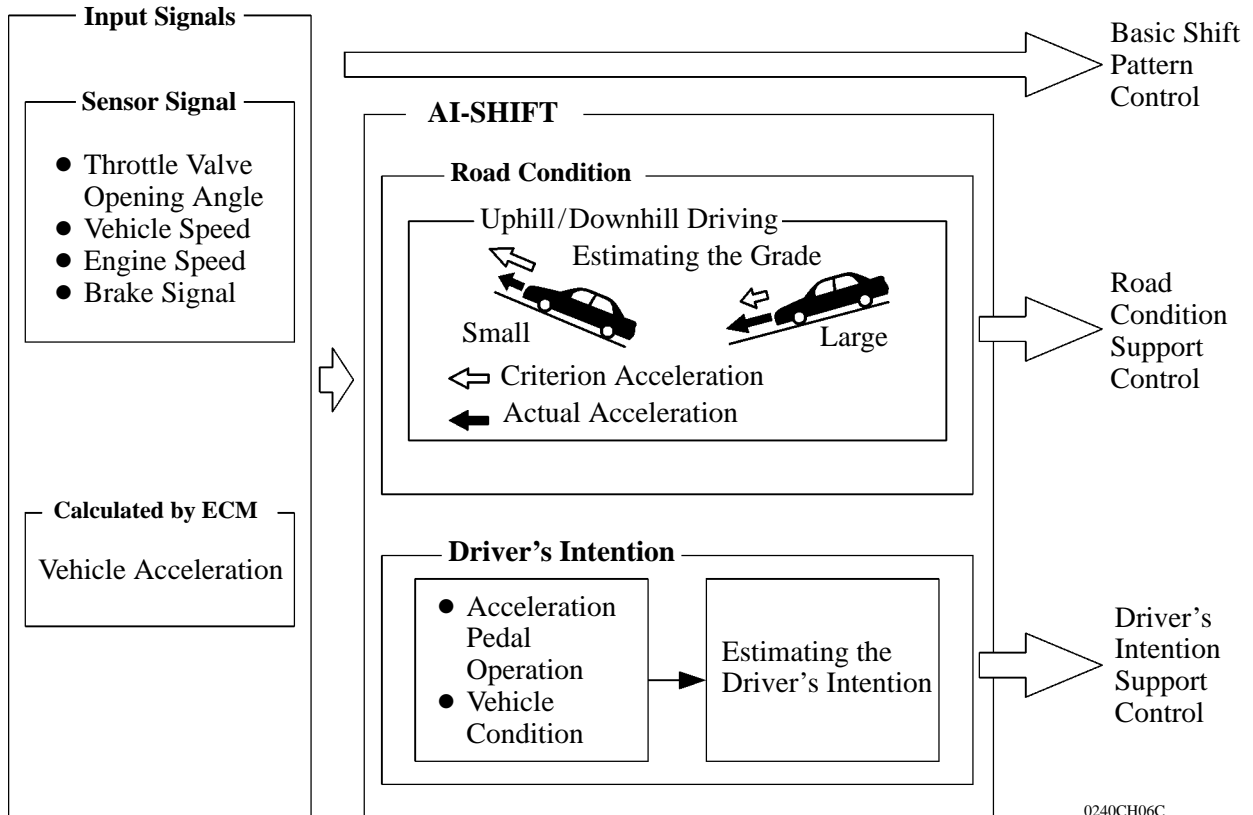 Input Signals
Sensor Signal
● Throttle Valve
Opening Angle
● Vehicle Speed
● Engine Speed
● Brake Signal
Calculated by ECM
Vehicle Acceleration
AI-SHIFT
Road Condition
Uphill/Downhill Driving
Estimating the Grade
Small
Large
Criterion Acceleration
Actual Acceleration
Driver's Intention
● Acceleration
Pedal
Operation
● Vehicle
Condition
Estimating the
Driver's Intention
Basic Shift
Pattern
Control
Road
Condition
Support
Control
Driver's
Intention
Support
Control
0240CH06C